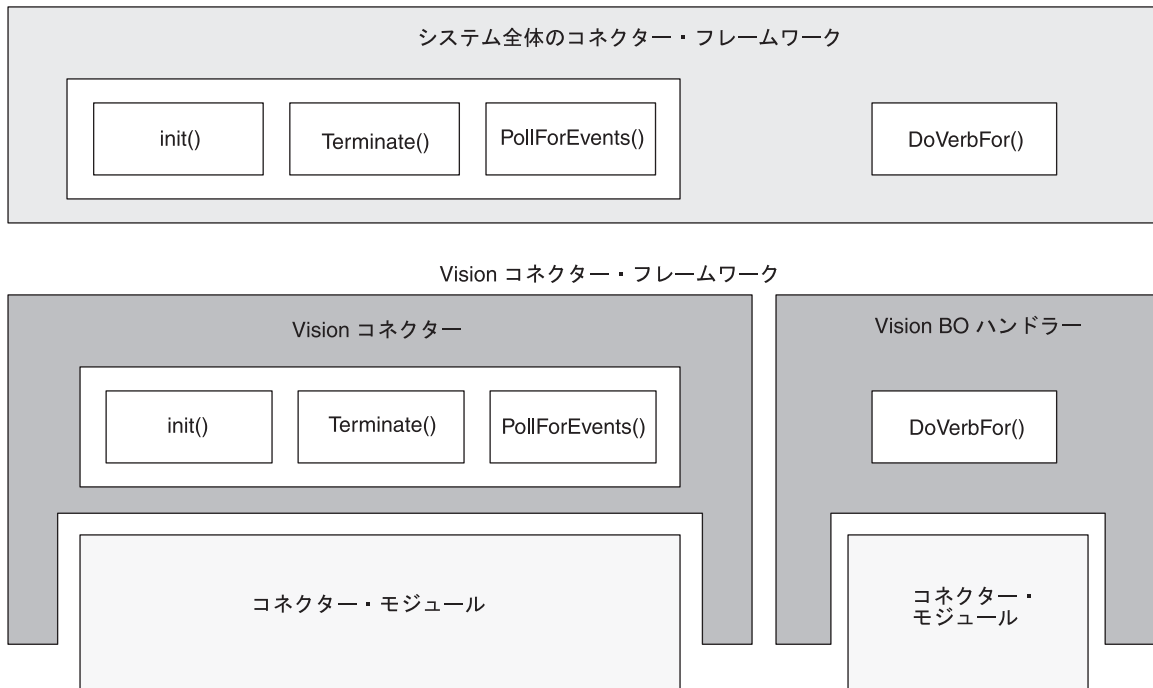 システム全体のコネクター・フレームワーク
init()
Terminate()
PollForEvents()
DoVerbFor()
Vision コネクター・フレームワーク
Vision コネクター
Vision BO ハンドラー
init()
Terminate()
PollForEvents()
DoVerbFor()
コネクター・モジュール
コネクター・
モジュール